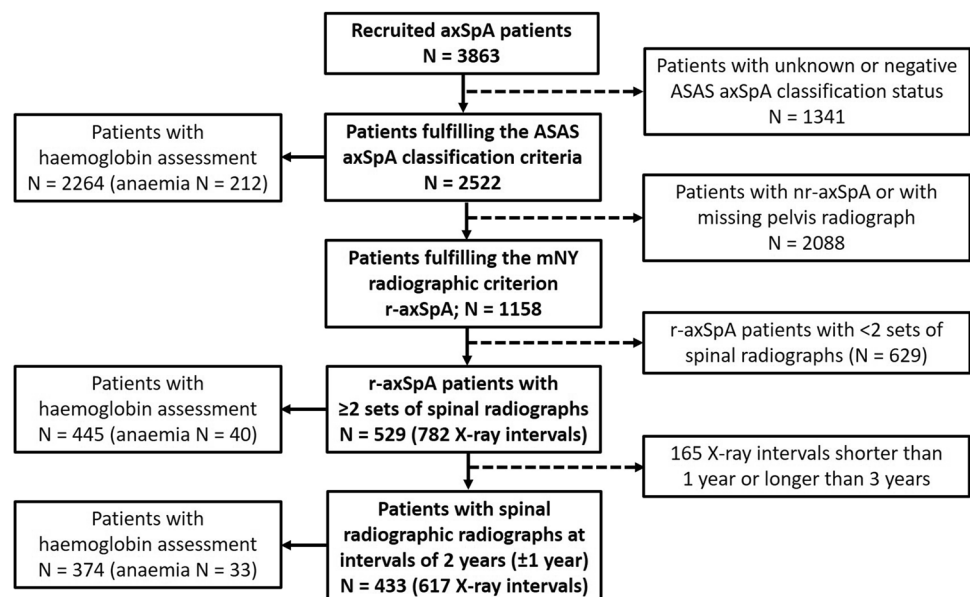 Recruited axSpA patients
N = 3863
Patients with unknown or negative
ASAS axSpA classification status
N = 1341
Patients with
haemoglobin assessment
N = 2264 (anaemia N = 212)
Patients fulfilling the ASAS
axSpA classification criteria
N = 2522
Patients with nr-axSpA or with
missing pelvis radiograph
N = 2088
Patients fulfilling the mNY
radiographic criterion
r-axSpA; N = 1158
r-axSpA patients with <2 sets of
spinal radiographs (N = 629)
Patients with
haemoglobin assessment
N = 445 (anaemia N = 40)
r-axSpA patients with
≥2 sets of spinal radiographs
N = 529 (782 X-ray intervals)
165 X-ray intervals shorter than
1 year or longer than 3 years
Patients with
haemoglobin assessment
N = 374 (anaemia N = 33)
Patients with spinal
radiographic radiographs at
intervals of 2 years (±1 year)
N = 433 (617 X-ray intervals)